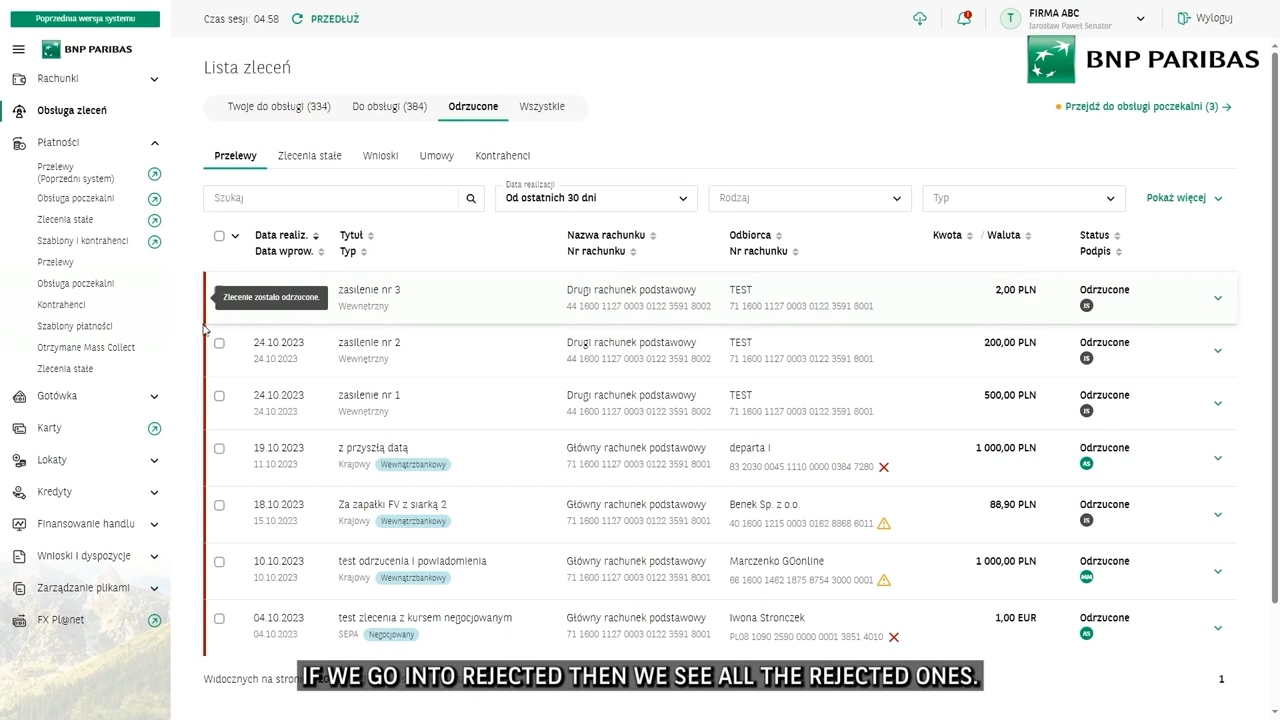 Poprzednia wersja systemu
Czas sesji: 04:58 PRZEDŁUŻ
T FIRMA ABC
Jarosław Paweł Senator
Wyloguj
BNP PARIBAS
BNP PARIBAS
Rachunki
Obsługa zleceń
Płatności
Przelewy
(Poprzedni system)
Obsługa poczekalni
Zlecenia stałe
Szablony i kontrahenci
Przelewy
Obsługa poczekalni
Kontrahenci
Szablony płatności
Otrzymane Mass Collect
Zlecenia stałe
Gotówka
Karty
Lokaty
Kredyty
Finansowanie handlu
Wnioski i dyspozycje
Zarządzanie plikami
FX Pl@net
Lista zleceń
Twoje do obsługi (334) Do obsługi (384) Odrzucone Wszystkie
Przejdź do obsługi poczekalni (3)
Przelewy Zlecenia stałe Wnioski Umowy Kontrahenci
Szukaj
Data realizacji
Od ostatnich 30 dni
Rodzaj
Typ
Pokaż więcej
Data realiz. Tytuł Nazwa rachunku Odbiorca Kwota / Waluta Status
Data wprow. Typ Nr rachunku Nr rachunku Podpis
Zlecenie zostało odrzucone.
zasilenie nr 3 Drugi rachunek podstawowy TEST 2,00 PLN Odrzucone
Wewnętrzny 44 1600 1127 0003 0122 3591 8002 71 1600 1127 0003 0122 3591 8001 JS
24.10.2023 zasilenie nr 2 Drugi rachunek podstawowy TEST 200,00 PLN Odrzucone
24.10.2023 Wewnętrzny 44 1600 1127 0003 0122 3591 8002 71 1600 1127 0003 0122 3591 8001 JS
24.10.2023 zasilenie nr 1 Drugi rachunek podstawowy TEST 500,00 PLN Odrzucone
24.10.2023 Wewnętrzny 44 1600 1127 0003 0122 3591 8002 71 1600 1127 0003 0122 3591 8001 JS
19.10.2023 z przyszłą datą Główny rachunek podstawowy departa I 1 000,00 PLN Odrzucone
11.10.2023 Krajowy Wewnątrzbankowy 71 1600 1127 0003 0122 3591 8001 83 2030 0045 1110 0000 0384 7280 AS
18.10.2023 Za zapałki FV z siarką 2 Główny rachunek podstawowy Benek Sp. z o.o. 88,90 PLN Odrzucone
15.10.2023 Krajowy Wewnątrzbankowy 71 1600 1127 0003 0122 3591 8001 40 1600 1215 0003 0162 8868 6011 JS
10.10.2023 test odrzucenia i powiadomienia Główny rachunek podstawowy Marczenko GOonline 1 000,00 PLN Odrzucone
10.10.2023 Krajowy Wewnątrzbankowy 71 1600 1127 0003 0122 3591 8001 66 1600 1462 1875 8754 3000 0001 MM
04.10.2023 test zlecenia z kursem negocjowanym Główny rachunek podstawowy Iwona Stronczek 1,00 EUR Odrzucone
04.10.2023 SEPA Negocjowany 71 1600 1127 0003 0122 3591 8001 PL08 1090 2590 0000 0001 3851 4010 AS
Widocznych na 1
IF WE GO INTO REJECTED THEN WE SEE ALL THE REJECTED ONES.